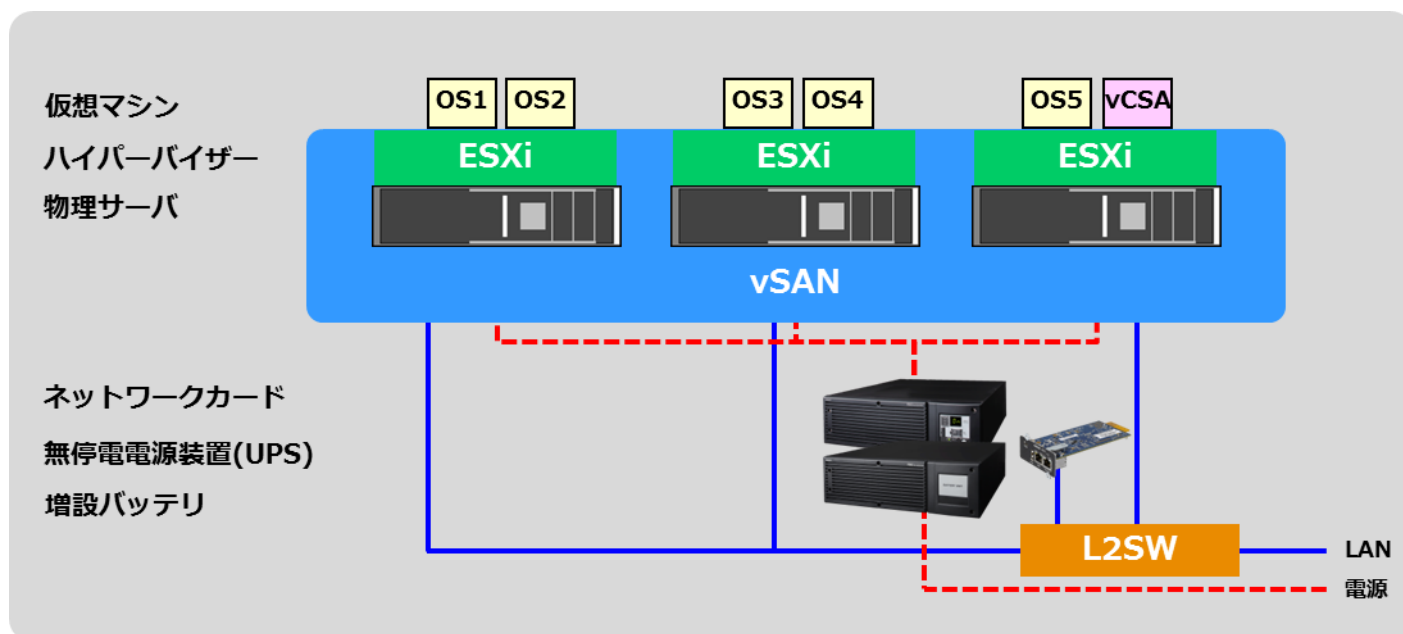 仮想マシン
OS1 OS2 OS3 OS4 OS5 vCSA
ハイパーバイザー
ESXi ESXi ESXi
物理サーバ
vSAN
ネットワークカード
無停電電源装置(UPS)
増設バッテリ
L2SW
LAN
電源